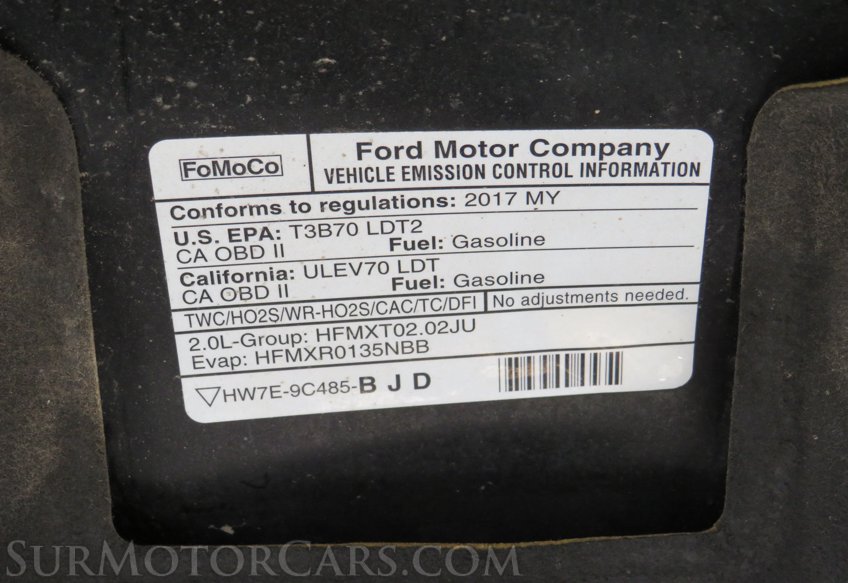 FoMoCo
Ford Motor Company
VEHICLE EMISSION CONTROL INFORMATION
Conforms to regulations: 2017 MY
U.S. EPA: T3B70 LDT2
CA OBD II Fuel: Gasoline
California: ULEV70 LDT
CA OBD II Fuel: Gasoline
TWC/HO2S/WR-HO2S/CAC/TC/DFI No adjustments needed.
2.0L-Group: HFMXT02.02JU
Evap: HFMXR0135NBB
HW7E-9C485-B J D
SURMOTORCARS.COM